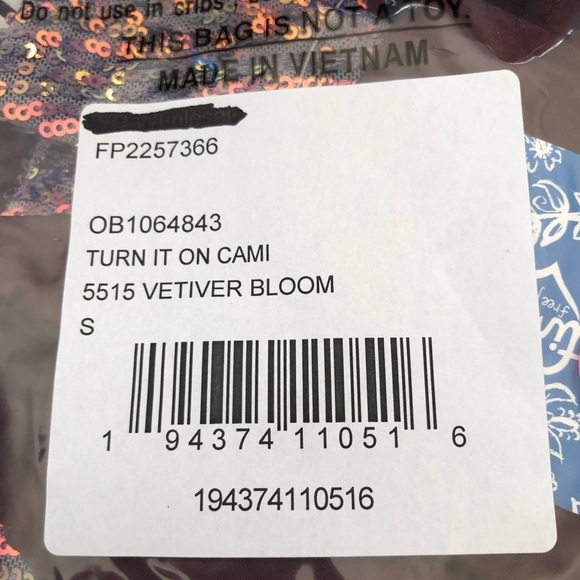 Do not use in cribs
THIS BAG IS NOT A TOY.
MADE IN VIETNAM
FP2257366
OB1064843
TURN IT ON CAMI
5515 VETIVER BLOOM
S
1 94374 11051 6
194374110516
free